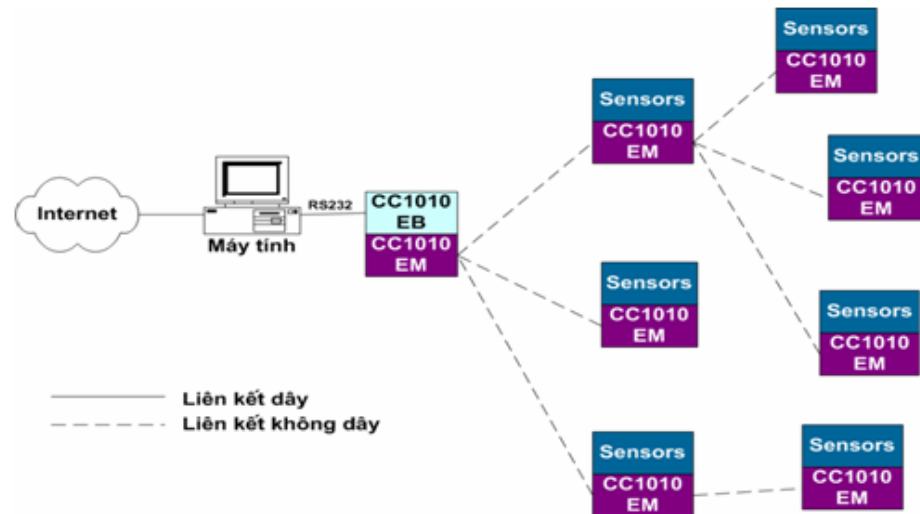 Sensors
CC1010
EM
Sensors
CC1010
EM
Sensors
CC1010
EM
Internet
RS232
Máy tính
CC1010
EB
CC1010
EM
Sensors
CC1010
EM
Sensors
CC1010
EM
Liên kết dây
Liên kết không dây
Sensors
CC1010
EM
Sensors
CC1010
EM